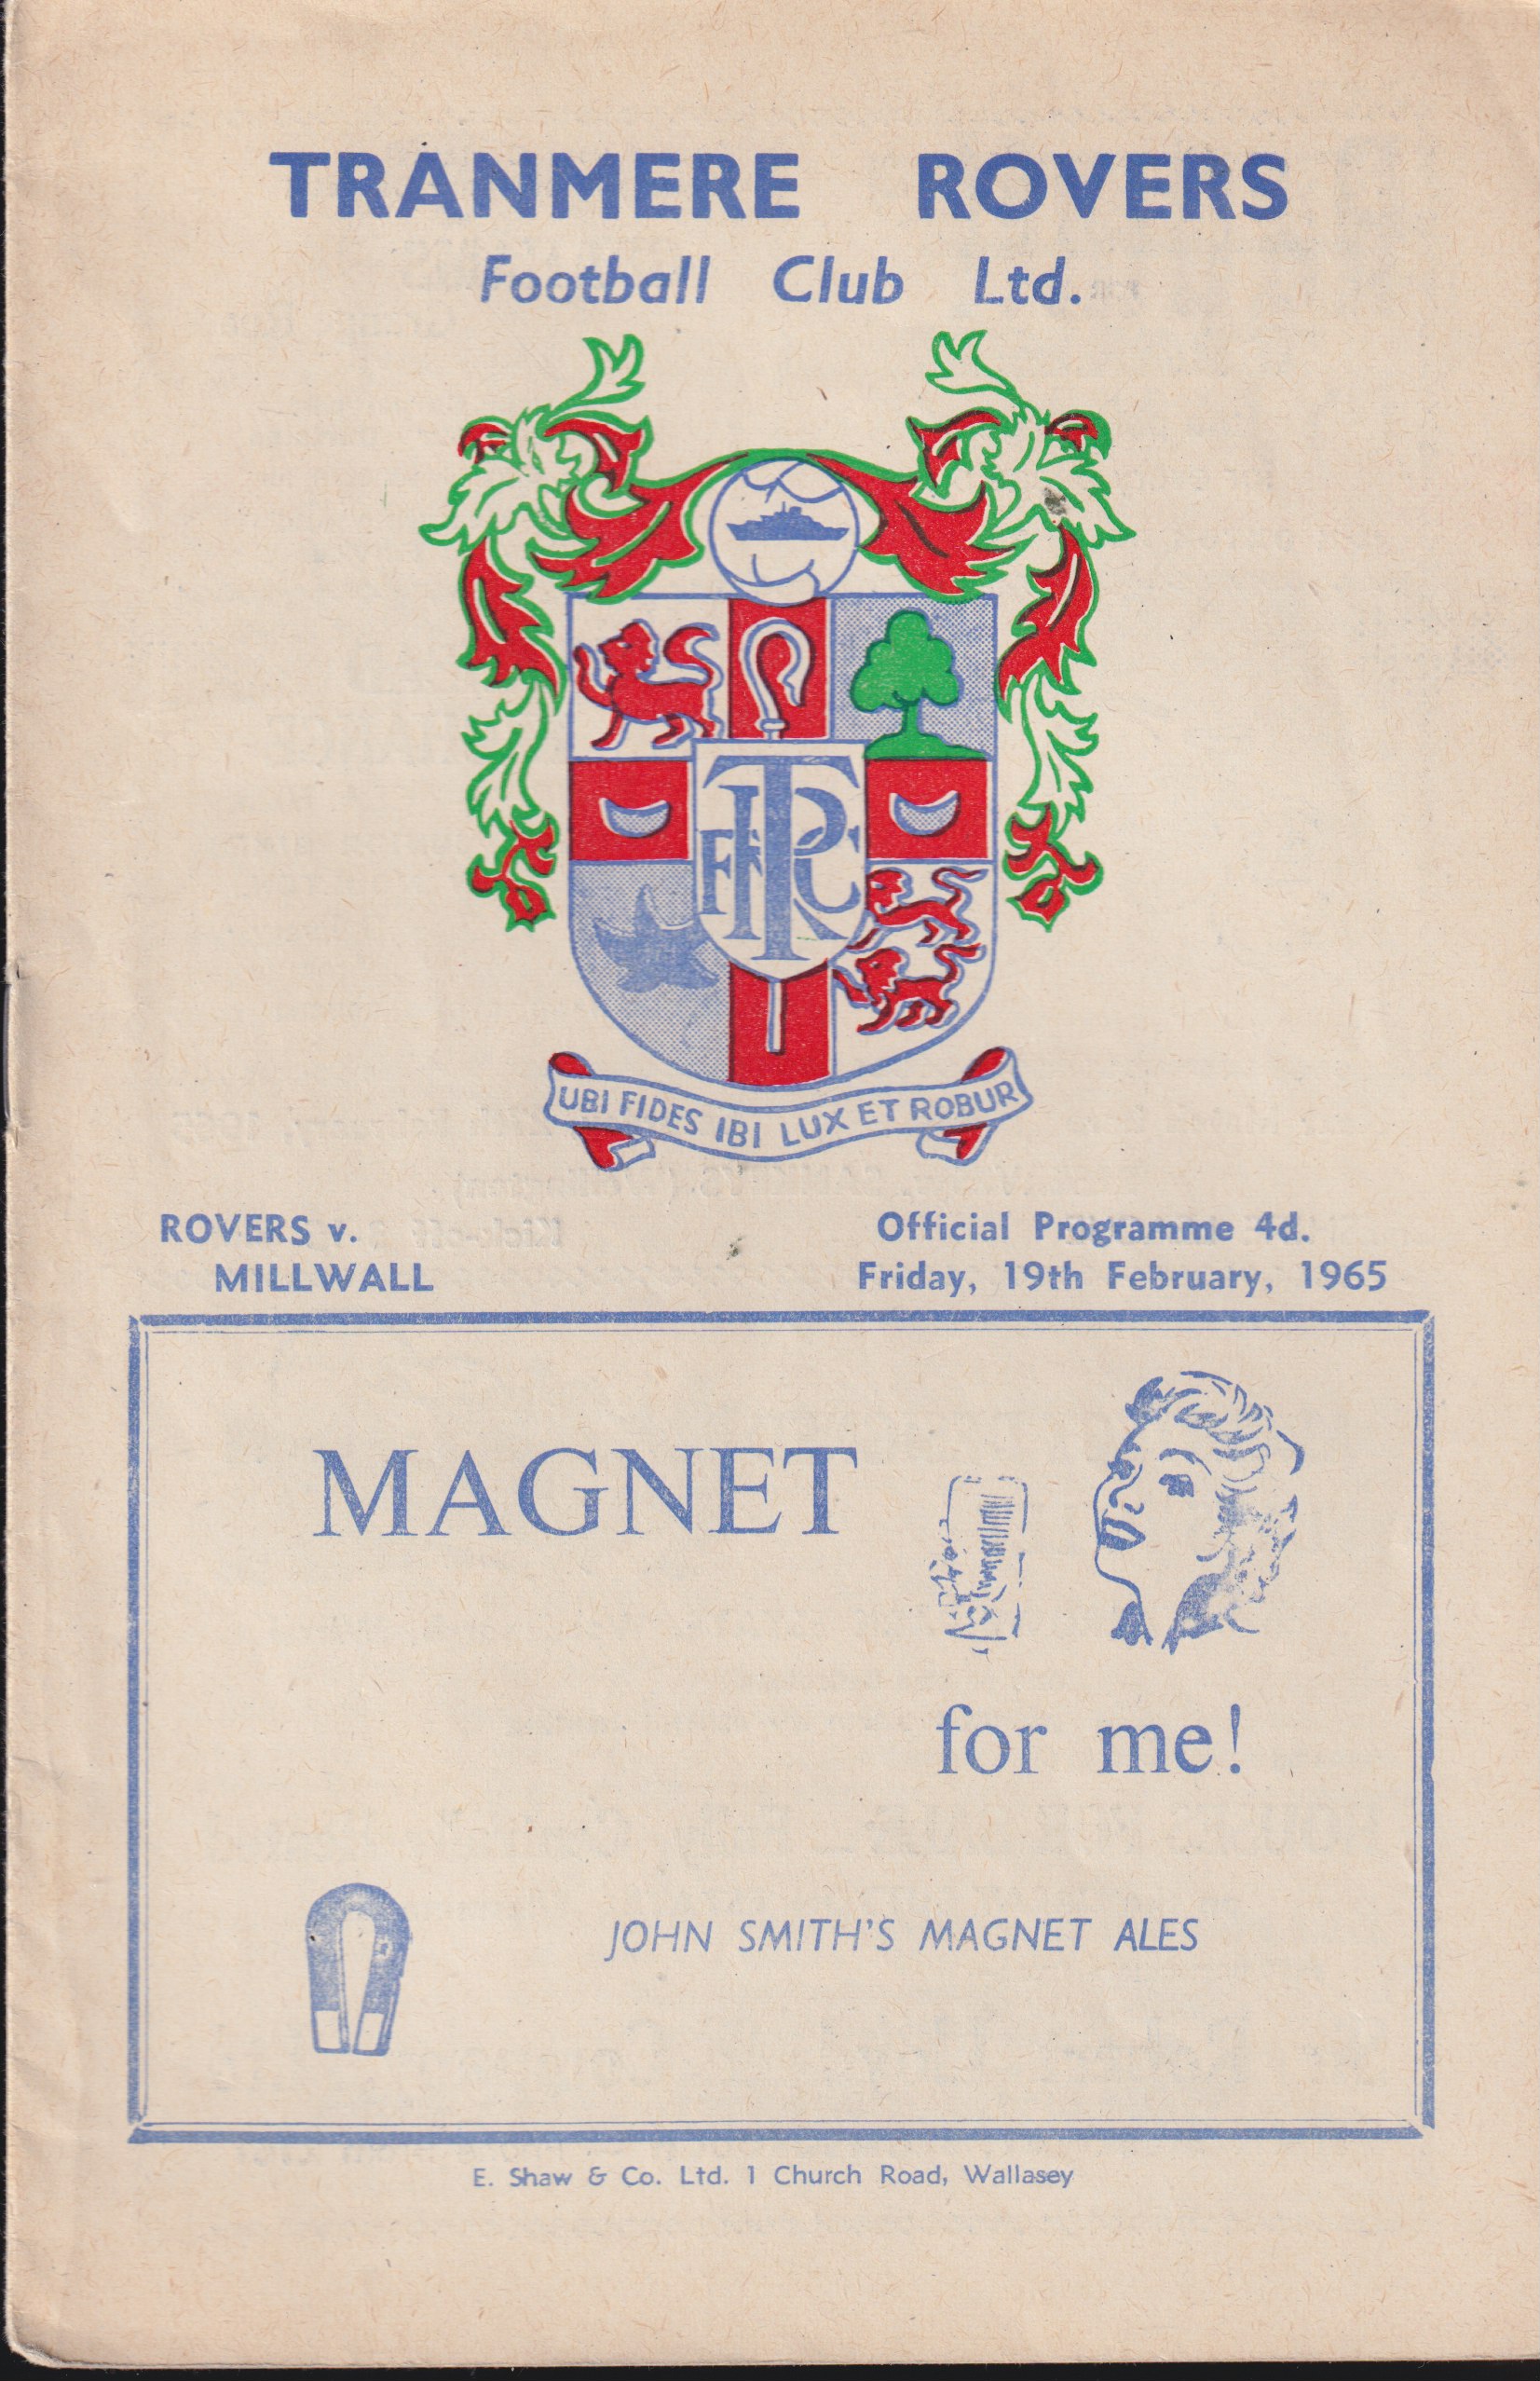 TRANMERE ROVERS
Football Club Ltd.
TRFC
UBI FIDES IBI LUX ET ROBUR
ROVERS v.
MILLWALL
Official Programme 4d.
Friday, 19th February, 1965
MAGNET
for me!
JOHN SMITH'S MAGNET ALES
E. Shaw & Co. Ltd. 1 Church Road, Wallasey